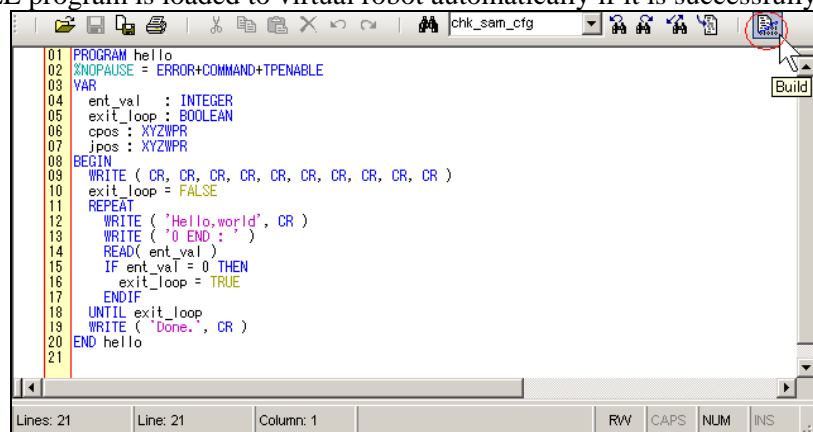 E program is loaded to virtual robot automatically if it is successfully
chk_sam_cfg
Build
01 PROGRAM hello
02 %NOPAUSE = ERROR+COMMAND+TPENABLE
03 VAR
04 ent_val : INTEGER
05 exit_loop : BOOLEAN
06 cpos : XYZWPR
07 jpos : XYZWPR
08 BEGIN
09 WRITE ( CR, CR, CR, CR, CR, CR, CR, CR, CR, CR )
10 exit_loop = FALSE
11 REPEAT
12 WRITE ( 'Hello,world', CR )
13 WRITE ( '0 END : ' )
14 READ( ent_val )
15 IF ent_val = 0 THEN
16 exit_loop = TRUE
17 ENDIF
18 UNTIL exit_loop
19 WRITE ( 'Done.', CR )
20 END hello
21
Lines: 21 Line: 21 Column: 1 RW CAPS NUM INS